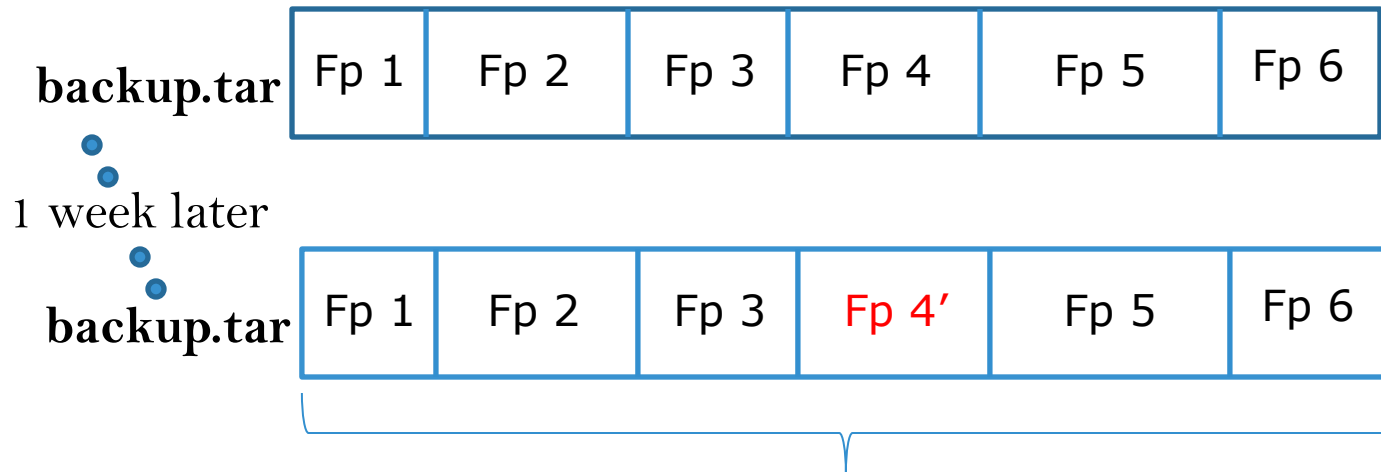 backup.tar Fp 1 Fp 2 Fp 3 Fp 4 Fp 5 Fp 6
1 week later
backup.tar Fp 1 Fp 2 Fp 3 Fp 4’ Fp 5 Fp 6